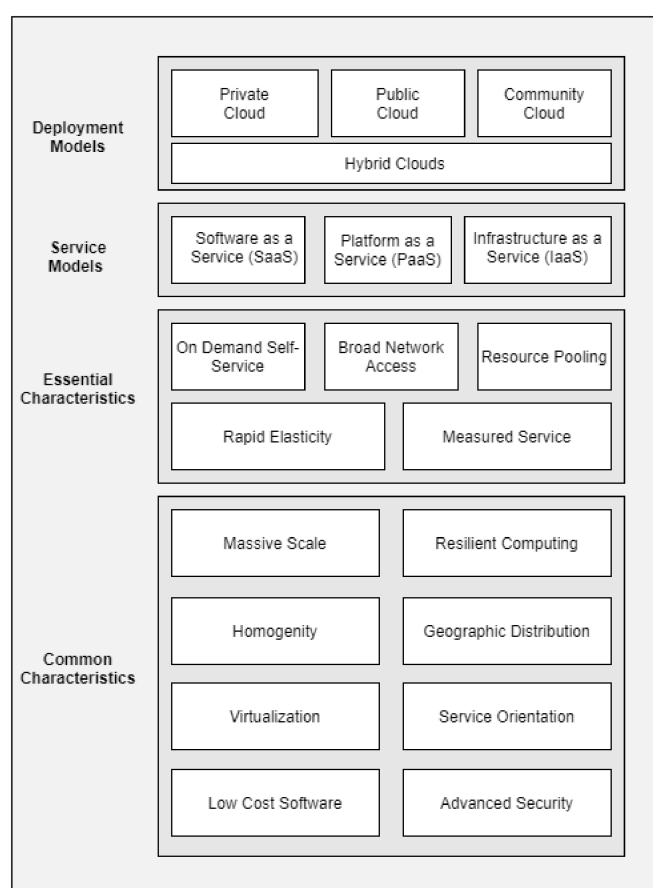 Deployment
Models
Private
Cloud
Public
Cloud
Community
Cloud
Hybrid Clouds
Service
Models
Software as a
Service (SaaS)
Platform as a
Service (PaaS)
Infrastructure as a
Service (IaaS)
Essential
Characteristics
On Demand Self-
Service
Broad Network
Access
Resource Pooling
Rapid Elasticity
Measured Service
Common
Characteristics
Massive Scale
Resilient Computing
Homogenity
Geographic Distribution
Virtualization
Service Orientation
Low Cost Software
Advanced Security